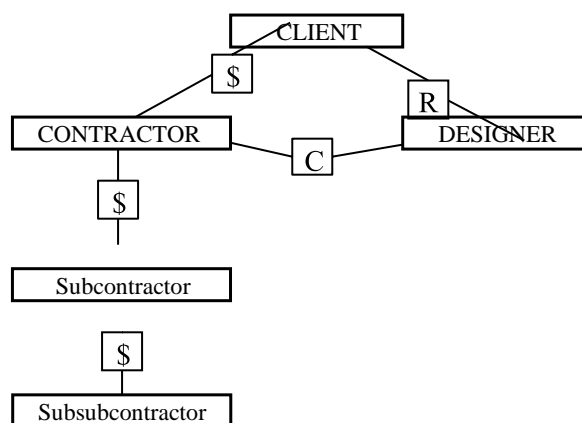 CLIENT
$
R
CONTRACTOR
DESIGNER
C
$
Subcontractor
$
Subsubcontractor